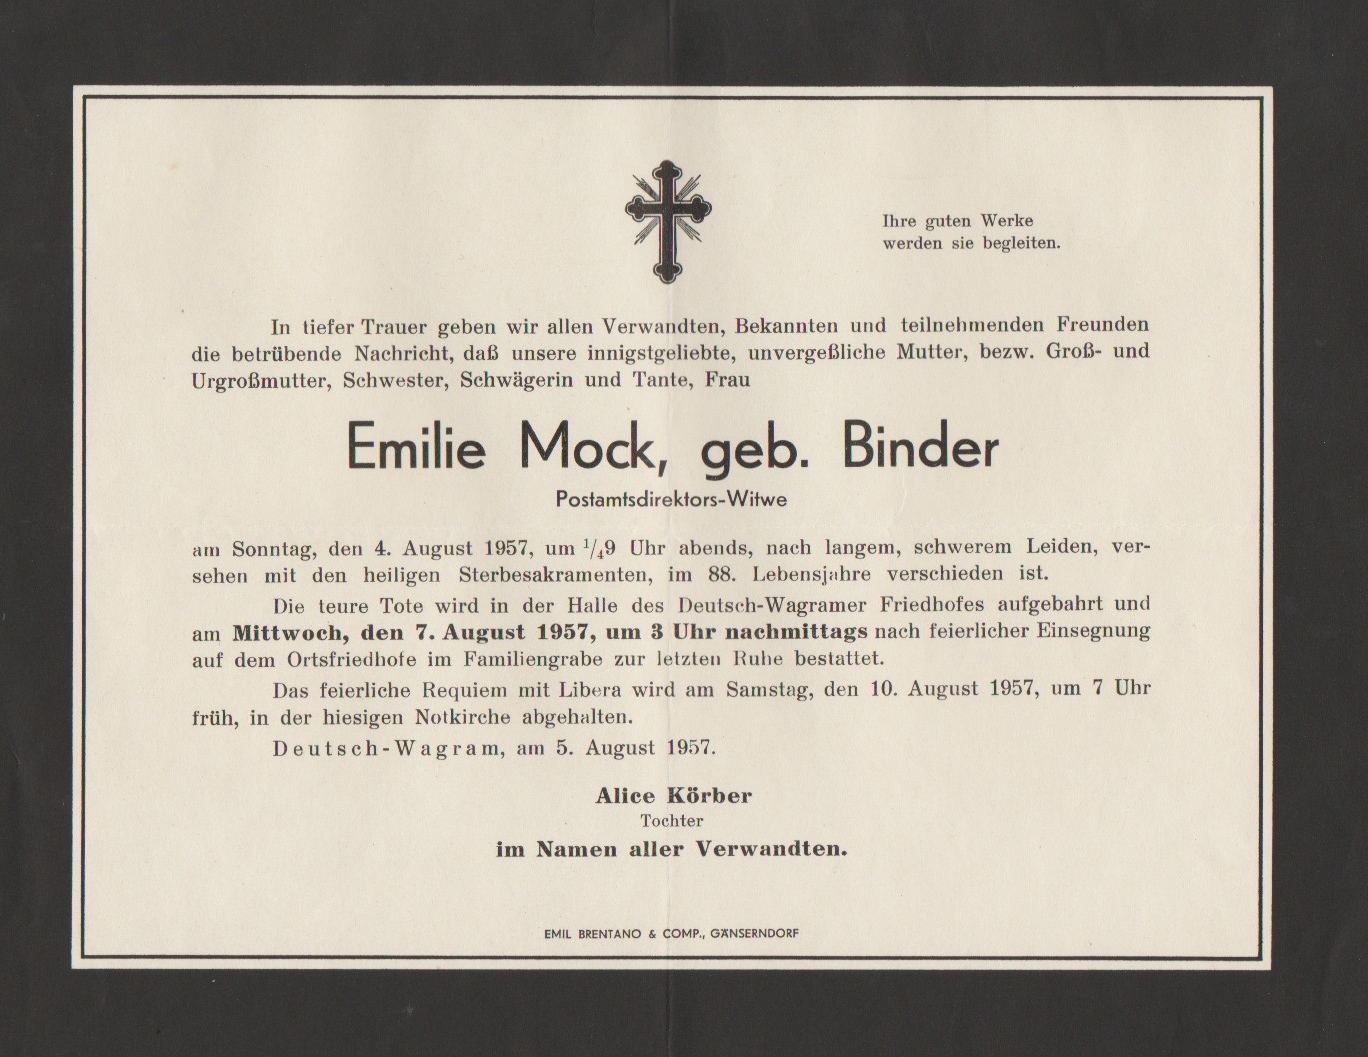 Ihre guten Werke
werden sie begleiten.
In tiefer Trauer geben wir allen Verwandten, Bekannten und teilnehmenden Freunden
die betrübende Nachricht, daß unsere innigstgeliebte, unvergeßliche Mutter, bezw. Groß- und
Urgroßmutter, Schwester, Schwägerin und Tante, Frau
Emilie Mock, geb. Binder
Postamtsdirektors-Witwe
am Sonntag, den 4. August 1957, um 1/49 Uhr abends, nach langem, schwerem Leiden, ver-
sehen mit den heiligen Sterbesakramenten, im 88. Lebensjahre verschieden ist.
Die teure Tote wird in der Halle des Deutsch-Wagramer Friedhofes aufgebahrt und
am Mittwoch, den 7. August 1957, um 3 Uhr nachmittags nach feierlicher Einsegnung
auf dem Ortsfriedhofe im Familiengrabe zur letzten Ruhe bestattet.
Das feierliche Requiem mit Libera wird am Samstag, den 10. August 1957, um 7 Uhr
früh, in der hiesigen Notkirche abgehalten.
Deutsch-Wagram, am 5. August 1957.
Alice Körber
Tochter
im Namen aller Verwandten.
EMIL BRENTANO & COMP., GÄNSERNDORF